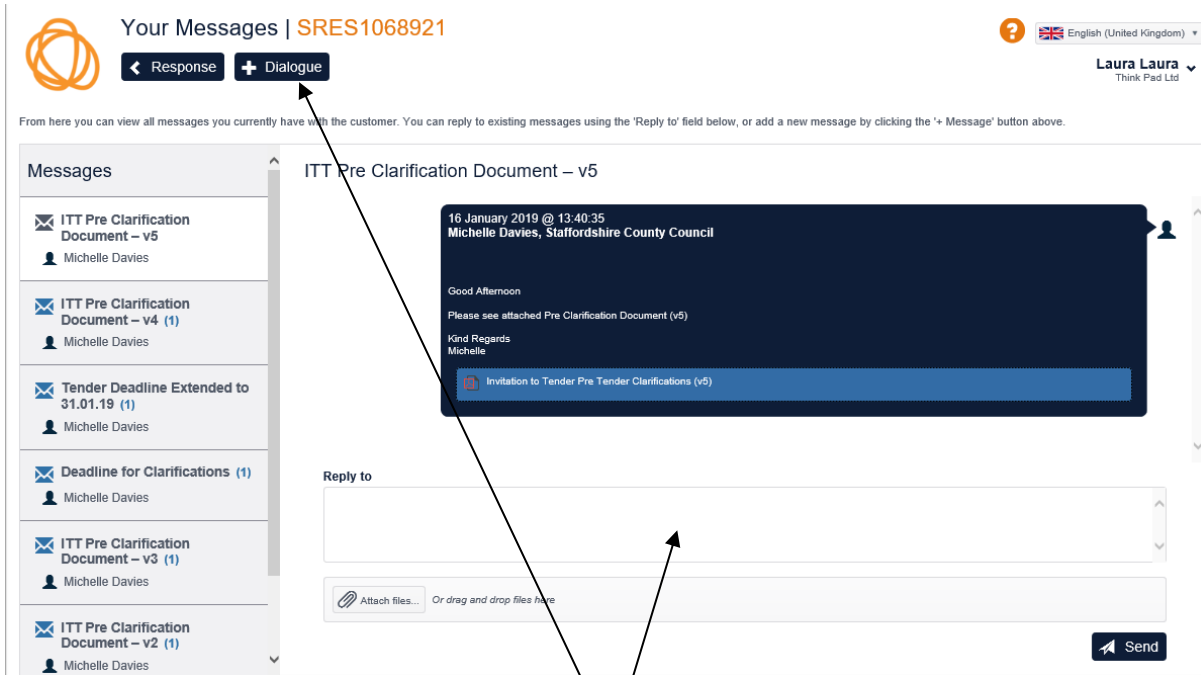 Your Messages | SRES1068921
Response
Dialogue
English (United Kingdom)
Laura Laura
Think Pad Ltd
From here you can view all messages you currently have with the customer. You can reply to existing messages using the 'Reply to' field below, or add a new message by clicking the '+ Message' button above.
Messages
ITT Pre Clarification
Document – v5
Michelle Davies
ITT Pre Clarification
Document – v4 (1)
Michelle Davies
Tender Deadline Extended to
31.01.19 (1)
Michelle Davies
Deadline for Clarifications (1)
Michelle Davies
ITT Pre Clarification
Document – v3 (1)
Michelle Davies
ITT Pre Clarification
Document – v2 (1)
Michelle Davies
ITT Pre Clarification Document – v5
16 January 2019 @ 13:40:35
Michelle Davies, Staffordshire County Council
Good Afternoon
Please see attached Pre Clarification Document (v5)
Kind Regards
Michelle
Invitation to Tender Pre Tender Clarifications (v5)
Reply to
Attach files...
Or drag and drop files here
Send